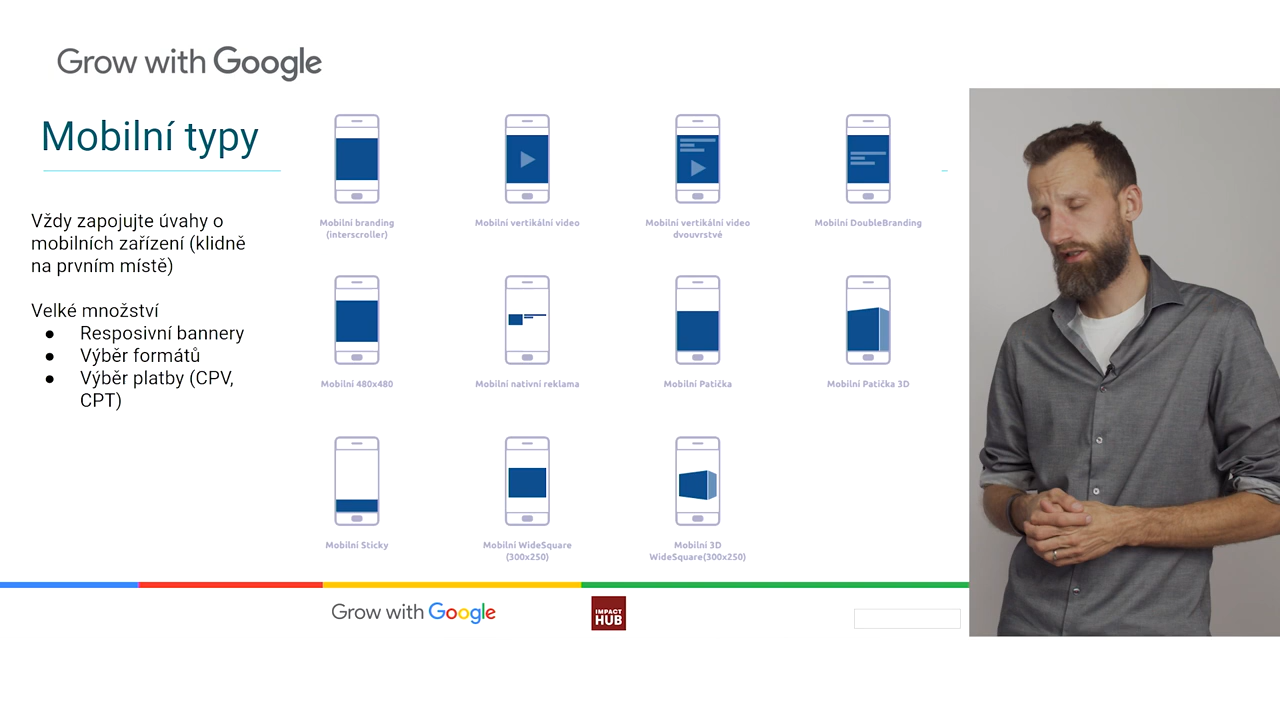 Grow with Google
Mobilní typy
Vždy zapojujte úvahy o
mobilních zařízení (klidně
na prvním místě)
Velké množství
● Resposivní bannery
● Výběr formátů
● Výběr platby (CPV,
CPT)
Mobilní branding
(interscroller)
Mobilní vertikální video
Mobilní vertikální video
dvouvrstvé
Mobilní DoubleBranding
Mobilní 480x480
Mobilní nativní reklama
Mobilní Patička
Mobilní Patička 3D
Mobilní Sticky
Mobilní WideSquare
(300x250)
Mobilní 3D
WideSquare(300x250)
Grow with Google
IMPACT
HUB